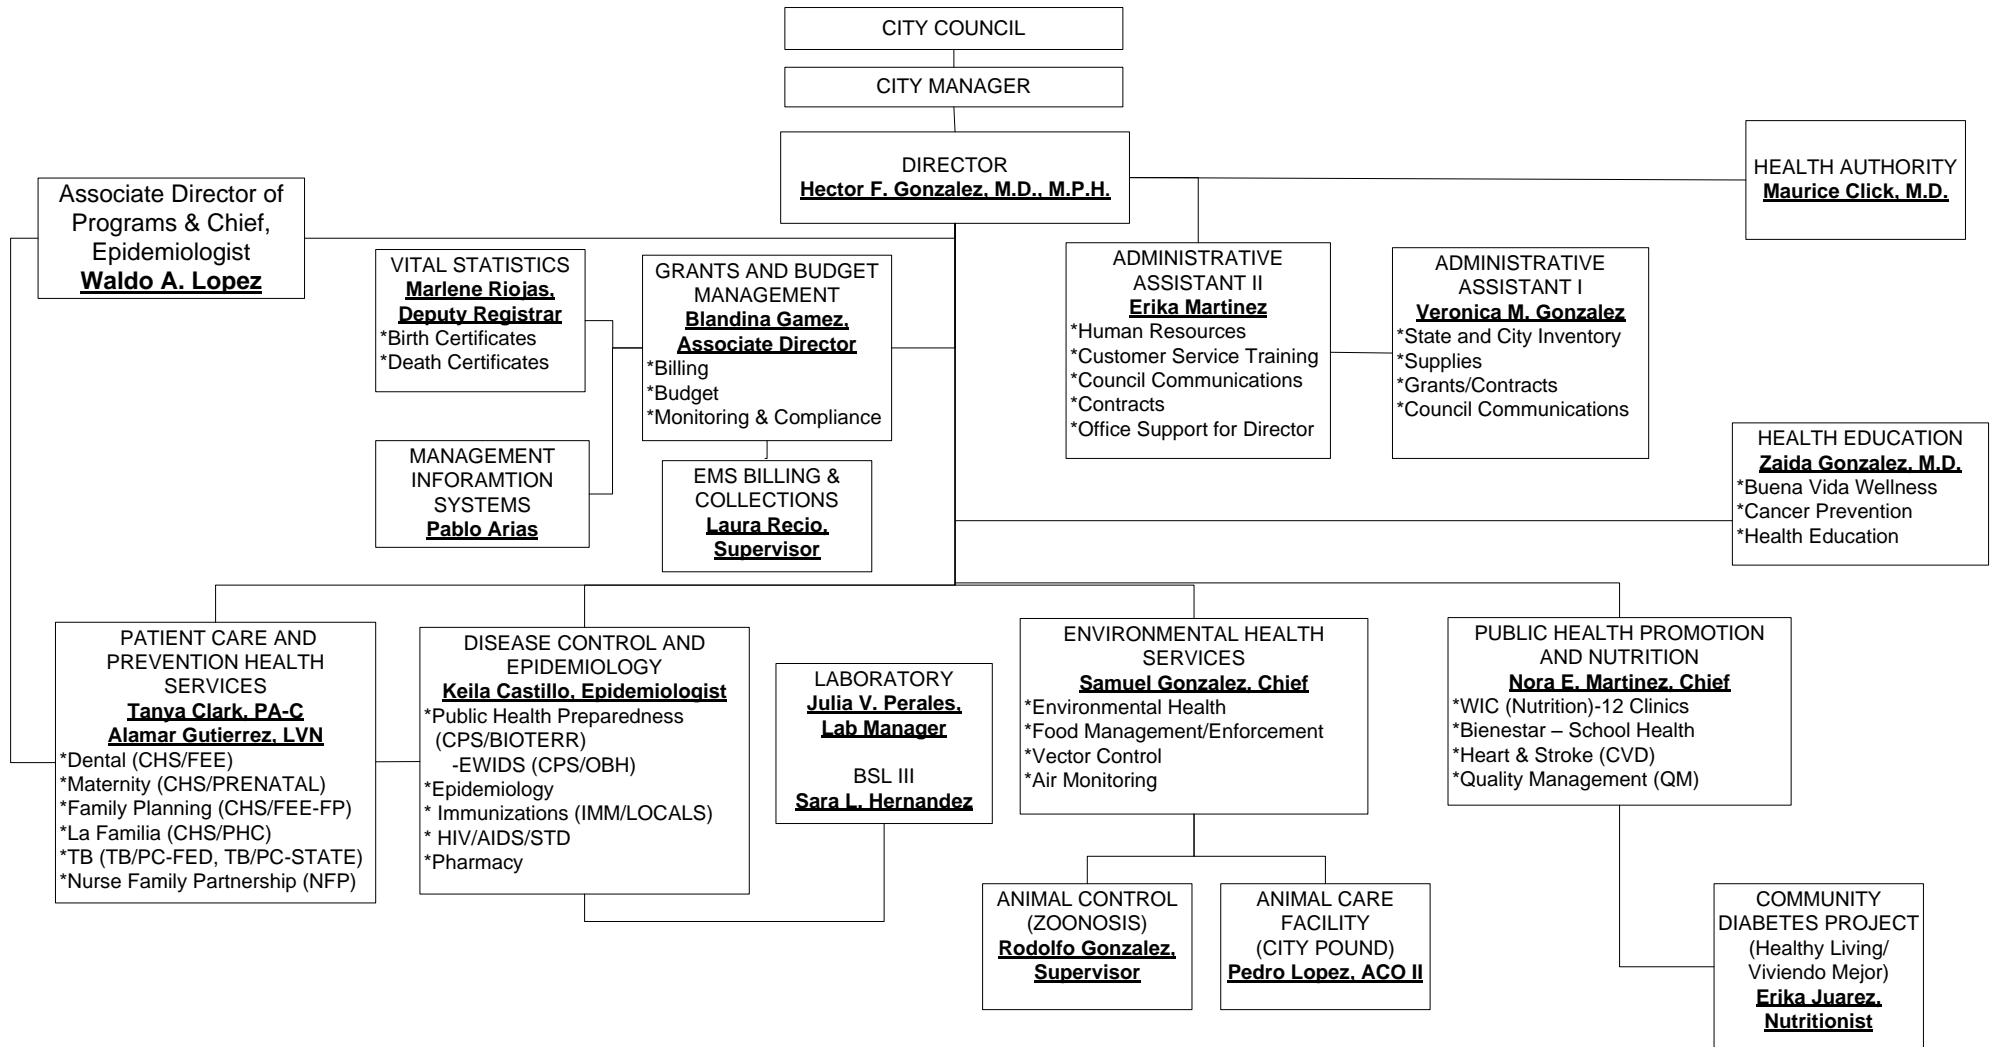 CITY COUNCIL
CITY MANAGER
DIRECTOR
Hector F. Gonzalez, M.D., M.P.H.
HEALTH AUTHORITY
Maurice Click, M.D.
Associate Director of
Programs & Chief,
Epidemiologist
Waldo A. Lopez
VITAL STATISTICS
Marlene Riojas,
Deputy Registrar
*Birth Certificates
*Death Certificates
GRANTS AND BUDGET
MANAGEMENT
Blandina Gamez,
Associate Director
*Billing
*Budget
*Monitoring & Compliance
ADMINISTRATIVE
ASSISTANT II
Erika Martinez
*Human Resources
*Customer Service Training
*Council Communications
*Contracts
*Office Support for Director
ADMINISTRATIVE
ASSISTANT I
Veronica M. Gonzalez
*State and City Inventory
*Supplies
*Grants/Contracts
*Council Communications
MANAGEMENT
INFORAMTION
SYSTEMS
Pablo Arias
EMS BILLING &
COLLECTIONS
Laura Recio,
Supervisor
HEALTH EDUCATION
Zaida Gonzalez, M.D.
*Buena Vida Wellness
*Cancer Prevention
*Health Education
PATIENT CARE AND
PREVENTION HEALTH
SERVICES
Tanya Clark, PA-C
Alamar Gutierrez, LVN
*Dental (CHS/FEE)
*Maternity (CHS/PRENATAL)
*Family Planning (CHS/FEE-FP)
*La Familia (CHS/PHC)
*TB (TB/PC-FED, TB/PC-STATE)
*Nurse Family Partnership (NFP)
DISEASE CONTROL AND
EPIDEMIOLOGY
Keila Castillo, Epidemiologist
*Public Health Preparedness
(CPS/BIOTERR)
-EWIDS (CPS/OBH)
*Epidemiology
* Immunizations (IMM/LOCALS)
* HIV/AIDS/STD
*Pharmacy
LABORATORY
Julia V. Perales,
Lab Manager
BSL III
Sara L. Hernandez
ENVIRONMENTAL HEALTH
SERVICES
Samuel Gonzalez, Chief
*Environmental Health
*Food Management/Enforcement
*Vector Control
*Air Monitoring
PUBLIC HEALTH PROMOTION
AND NUTRITION
Nora E. Martinez, Chief
*WIC (Nutrition)-12 Clinics
*Bienestar – School Health
*Heart & Stroke (CVD)
*Quality Management (QM)
ANIMAL CONTROL
(ZOONOSIS)
Rodolfo Gonzalez,
Supervisor
ANIMAL CARE
FACILITY
(CITY POUND)
Pedro Lopez, ACO II
COMMUNITY
DIABETES PROJECT
(Healthy Living/
Viviendo Mejor)
Erika Juarez,
Nutritionist